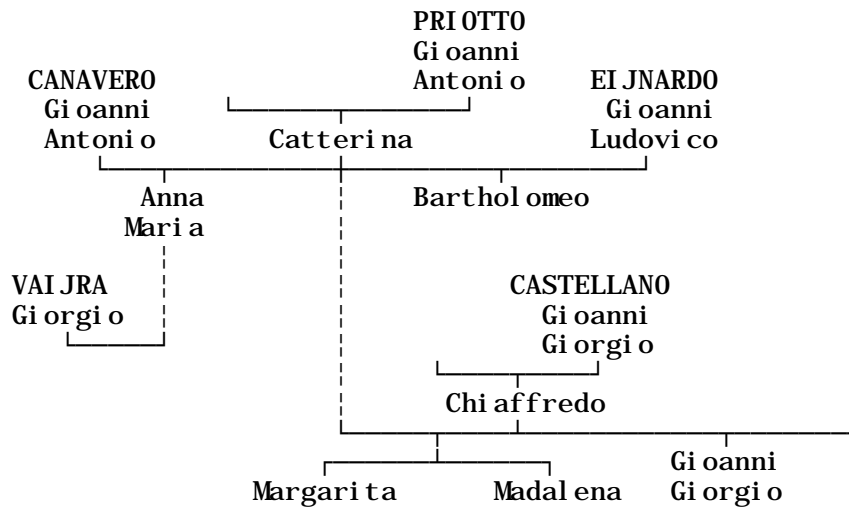 PRIOTTO
Gioanni
CANAVERO Antonio EIJNARDO
Gioanni Gioanni
Antonio Catterina Ludovico
Anna Bartholomeo
Maria
VAIJRA CASTELLANO
Giorgio Gioanni
Giorgio
Chiaffredo
Gioanni
Margarita Madalena Giorgio